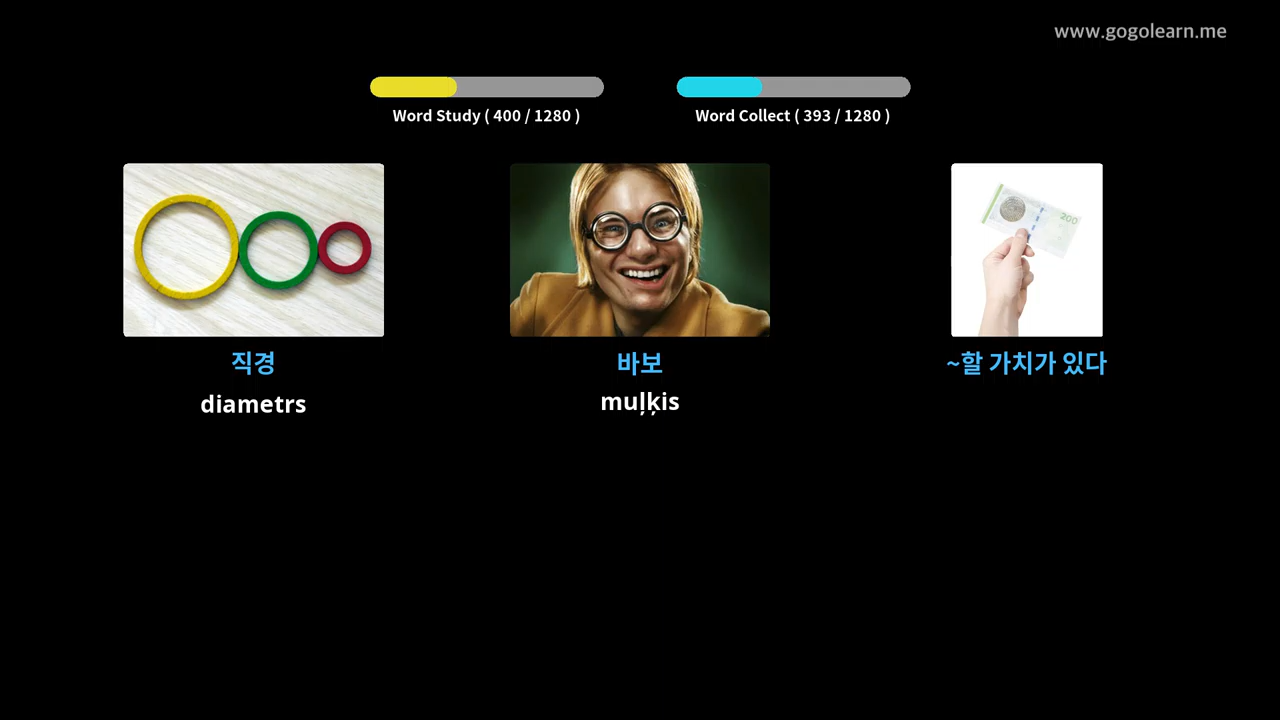 www.gogolearn.me
Word Study ( 400 / 1280 )
Word Collect ( 393 / 1280 )
200
직경
바보
~할 가치가 있다
diametrs
muļķis